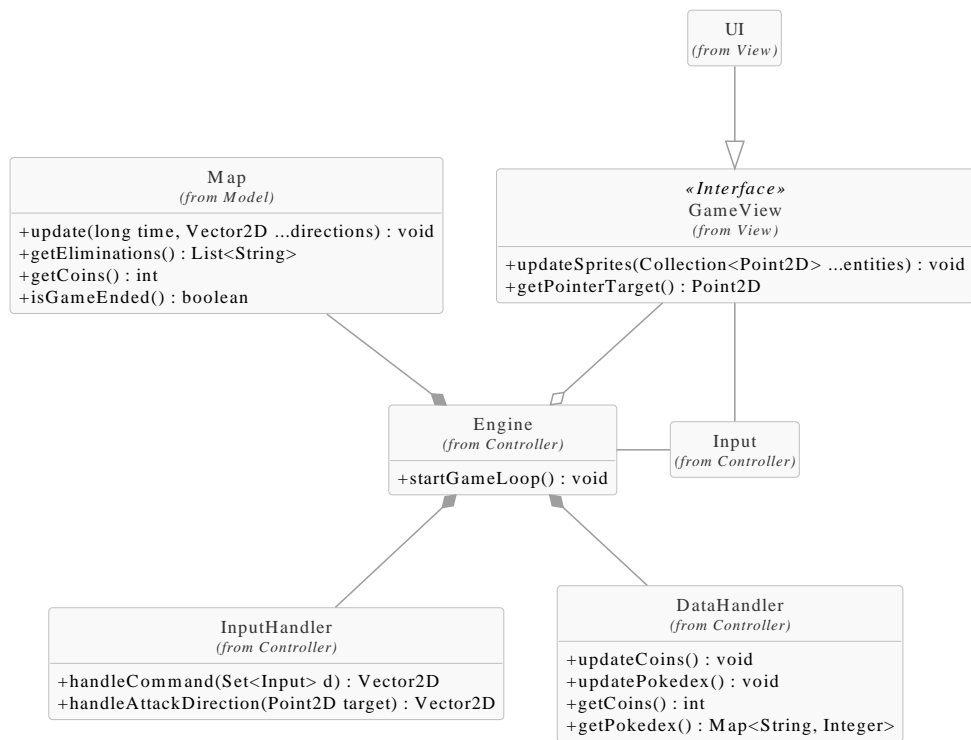 UI
(from View)
Map
(from Model)
+update(long time, Vector2D ...directions) : void
+getEliminations() : List<String>
+getCoins() : int
+isGameEnded() : boolean
«Interface»
GameView
(from View)
+updateSprites(Collection<Point2D> ...entities) : void
+getPointerTarget() : Point2D
Engine
(from Controller)
+startGameLoop() : void
Input
(from Controller)
InputHandler
(from Controller)
+handleCommand(Set<Input> d) : Vector2D
+handleAttackDirection(Point2D target) : Vector2D
DataHandler
(from Controller)
+updateCoins() : void
+updatePokedex() : void
+getCoins() : int
+getPokedex() : Map<String, Integer>